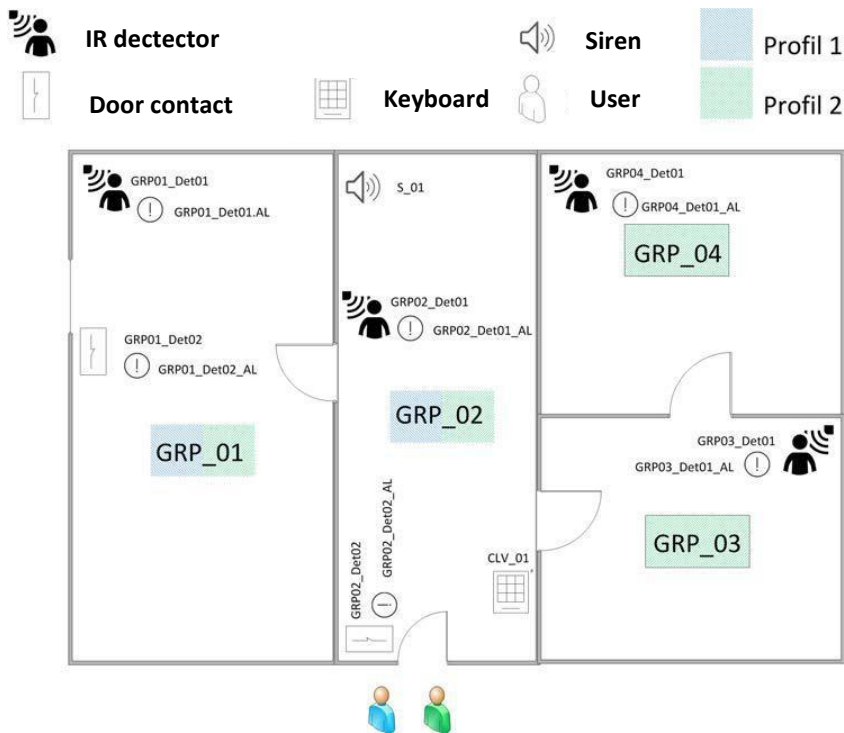 IR dectector
Siren
Profil 1
Door contact
Keyboard
User
Profil 2
GRP01_Det01
GRP01_Det01.AL
S_01
GRP04_Det01
GRP04_Det01_AL
GRP_04
GRP02_Det01
GRP02_Det01_AL
GRP01_Det02
GRP01_Det02_AL
GRP_01
GRP_02
GRP03_Det01
GRP03_Det01_AL
GRP_03
GRP02_Det02
GRP02_Det02_AL
CLV_01